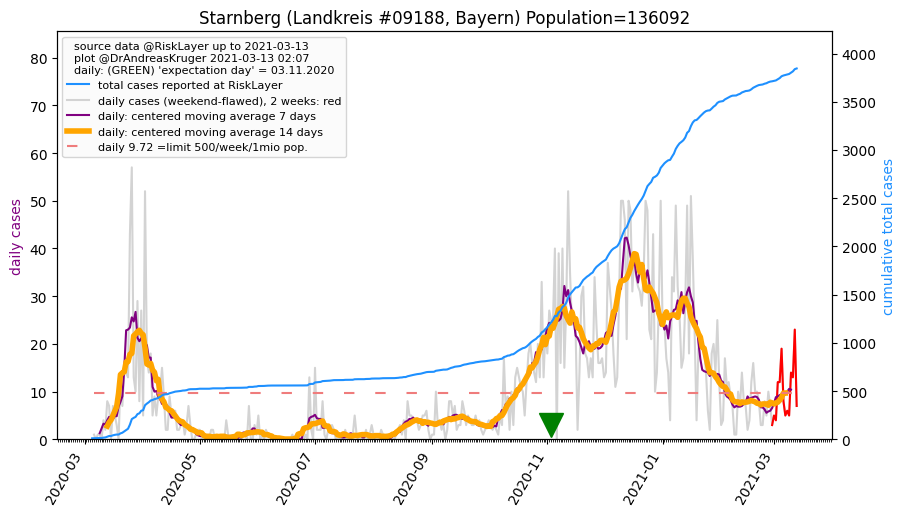 Starnberg (Landkreis #09188, Bayern) Population=136092
source data @RiskLayer up to 2021-03-13
plot @DrAndreasKruger 2021-03-13 02:07
daily: (GREEN) 'expectation day' = 03.11.2020
total cases reported at RiskLayer
daily cases (weekend-flawed), 2 weeks: red
daily: centered moving average 7 days
daily: centered moving average 14 days
daily 9.72 =limit 500/week/1mio pop.
daily cases
80
70
60
50
40
30
20
10
0
cumulative total cases
4000
3500
3000
2500
2000
1500
1000
500
0
2020-03
2020-05
2020-07
2020-09
2020-11
2021-01
2021-03